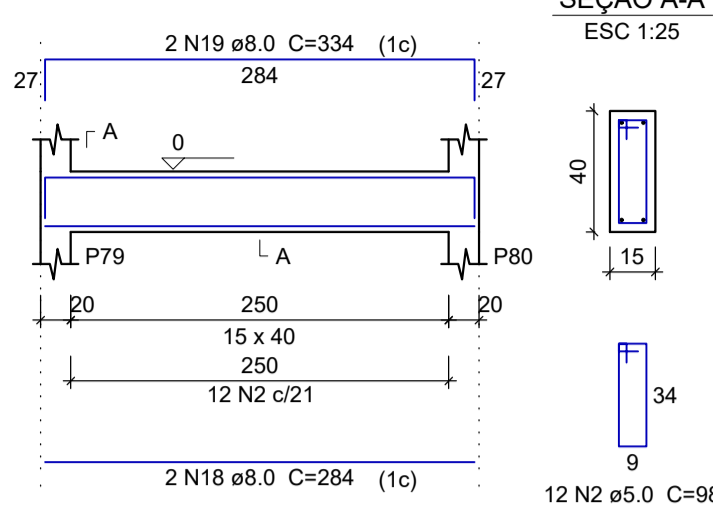 SEÇÃO A-A
ESC 1:25
2 N19 ø8.0 C=334 (1c)
27
284
27
A
0
40
P79
A
P80
15
20
250
20
15 x 40
250
12 N2 c/21
34
9
2 N18 ø8.0 C=284 (1c)
12 N2 ø5.0 C=98